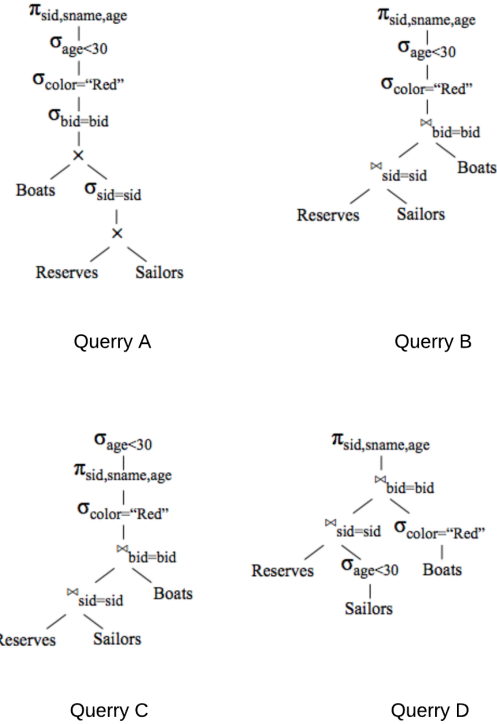 πsid,sname,age
σage<30
σcolor=“Red”
σbid=bid
×
Boats σsid=sid
×
Reserves Sailors
Querry A
πsid,sname,age
σage<30
σcolor=“Red”
⋈bid=bid
⋈sid=sid Boats
Reserves Sailors
Querry B
σage<30
πsid,sname,age
σcolor=“Red”
⋈bid=bid
⋈sid=sid Boats
Reserves Sailors
Querry C
πsid,sname,age
⋈bid=bid
⋈sid=sid σcolor=“Red”
Reserves σage<30 Boats
Sailors
Querry D